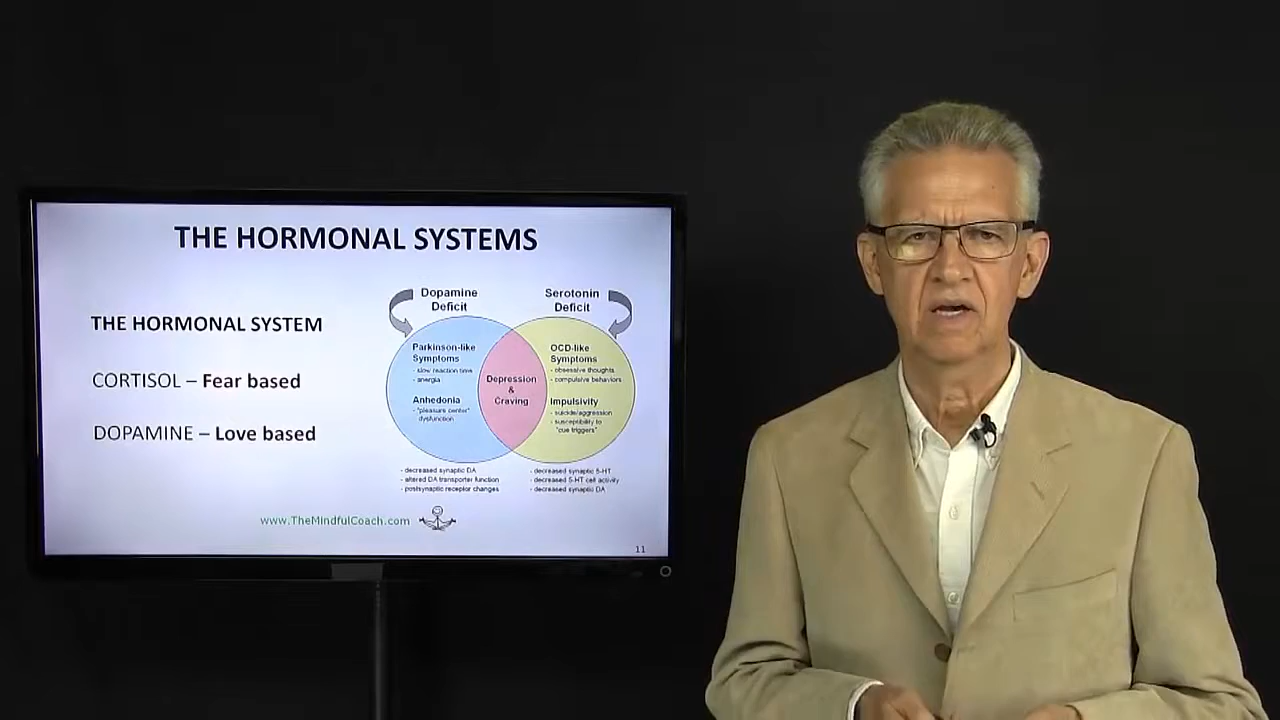 THE HORMONAL SYSTEMS
THE HORMONAL SYSTEM
CORTISOL – Fear based
DOPAMINE – Love based
Dopamine
Deficit
Serotonin
Deficit
Parkinson-like
Symptoms
- slow reaction time
- anergia
Anhedonia
- "pleasure center"
dysfunction
Depression
&
Craving
OCD-like
Symptoms
- obsessive thoughts
- compulsive behaviors
Impulsivity
- suicide/aggression
- susceptibility to
"cue triggers"
- decreased synaptic DA
- altered DA transporter function
- postsynaptic receptor changes
- decreased synaptic 5-HT
- decreased 5-HT cell activity
- decreased synaptic DA
www.TheMindfulCoach.com
11